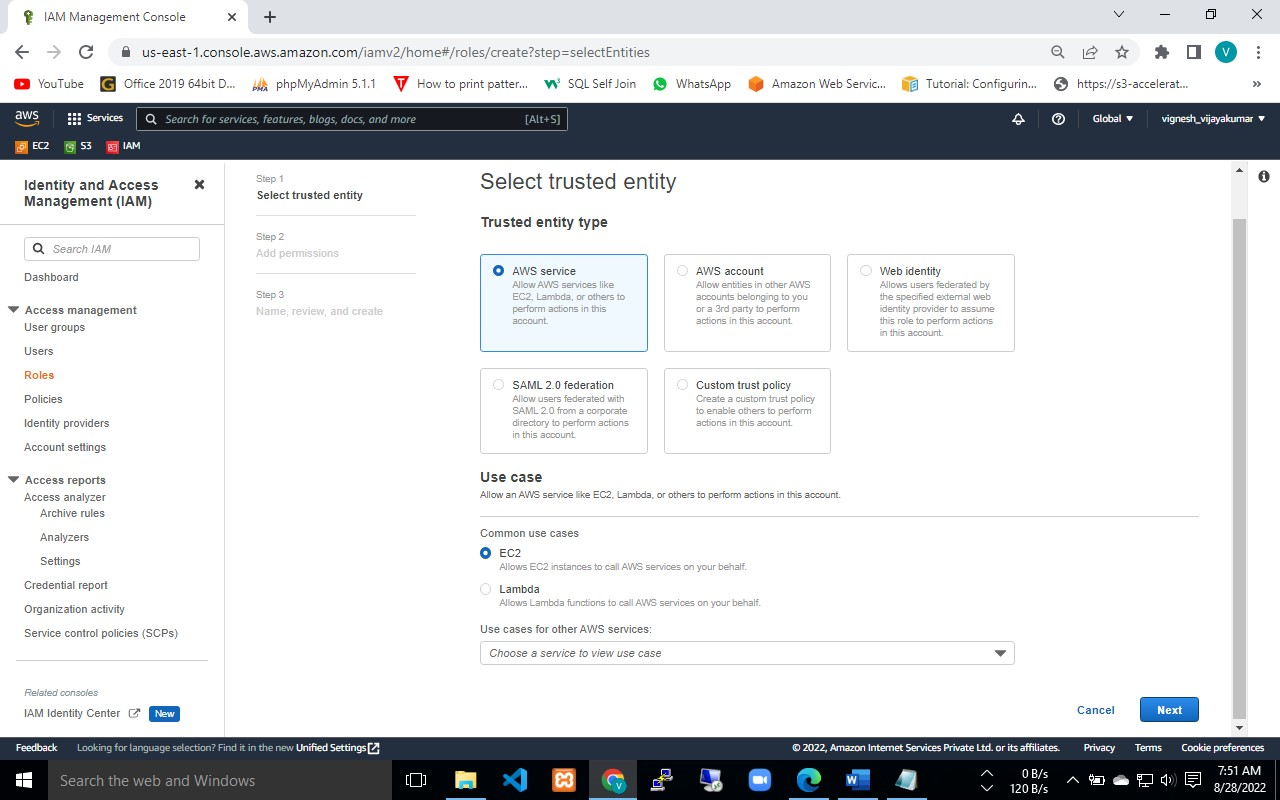 IAM Management Console
us-east-1.console.aws.amazon.com/iamv2/home#/roles/create?step=selectEntities
V
YouTube
G
Office 2019 64bit D...
PMA
phpMyAdmin 5.1.1
T
How to print patter...
SQL Self Join
WhatsApp
Amazon Web Servic...
Tutorial: Configurin...
https://s3-accelerat...
»
aws
Services
Search for services, features, blogs, docs, and more
[Alt+S]
Global
vignesh_vijayakumar
EC2
S3
IAM
Identity and Access
Management (IAM)
Search IAM
Dashboard
Access management
User groups
Users
Roles
Policies
Identity providers
Account settings
Access reports
Access analyzer
Archive rules
Analyzers
Settings
Credential report
Organization activity
Service control policies (SCPs)
Related consoles
IAM Identity Center
New
Step 1
Select trusted entity
Step 2
Add permissions
Step 3
Name, review, and create
Select trusted entity
Trusted entity type
AWS service
Allow AWS services like
EC2, Lambda, or others to
perform actions in this
account.
AWS account
Allow entities in other AWS
accounts belonging to you
or a 3rd party to perform
actions in this account.
Web identity
Allows users federated by
the specified external web
identity provider to assume
this role to perform actions
in this account.
SAML 2.0 federation
Allow users federated with
SAML 2.0 from a corporate
directory to perform actions
in this account.
Custom trust policy
Create a custom trust policy
to enable others to perform
actions in this account.
Use case
Allow an AWS service like EC2, Lambda, or others to perform actions in this account.
Common use cases
EC2
Allows EC2 instances to call AWS services on your behalf.
Lambda
Allows Lambda functions to call AWS services on your behalf.
Use cases for other AWS services:
Choose a service to view use case
Cancel
Next
Feedback
Looking for language selection? Find it in the new Unified Settings
© 2022, Amazon Internet Services Private Ltd. or its affiliates.
Privacy
Terms
Cookie preferences
Search the web and Windows
V
0 B/s
120 B/s
7:51 AM
8/28/2022